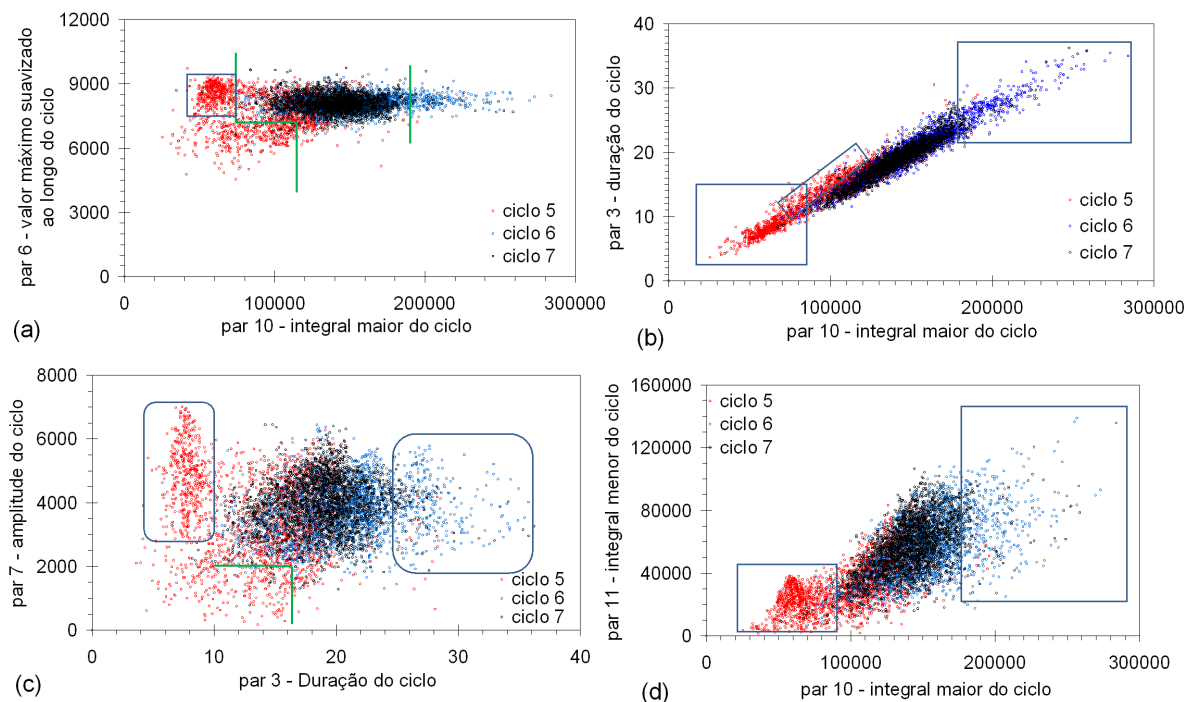 12000
9000
6000
3000
0
par 6 - valor máximo suavizado
ao longo do ciclo
ciclo 5
ciclo 6
ciclo 7
0
100000
200000
300000
par 10 - integral maior do ciclo
(a)
40
30
20
10
0
par 3 - duração do ciclo
ciclo 5
ciclo 6
ciclo 7
0
100000
200000
300000
par 10 - integral maior do ciclo
(b)
8000
6000
4000
2000
0
par 7 - amplitude do ciclo
ciclo 5
ciclo 6
ciclo 7
0
10
20
30
40
par 3 - Duração do ciclo
(c)
160000
120000
80000
40000
0
par 11 - integral menor do ciclo
ciclo 5
ciclo 6
ciclo 7
0
100000
200000
300000
par 10 - integral maior do ciclo
(d)